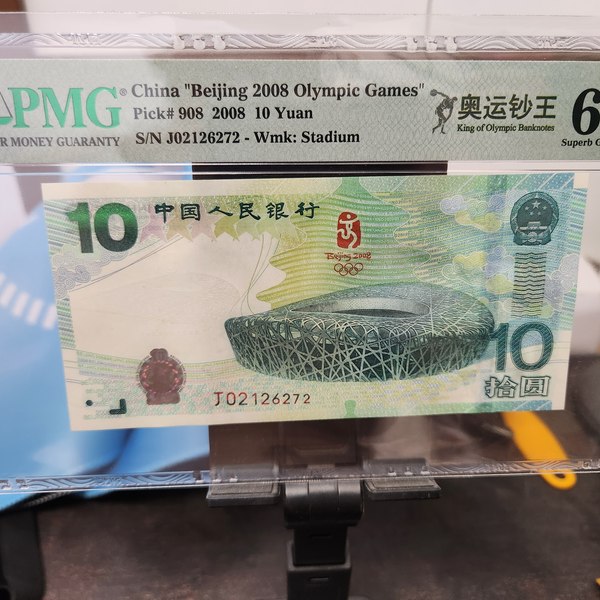 PMG
R MONEY GUARANTY
China "Beijing 2008 Olympic Games"
Pick# 908 2008 10 Yuan
S/N J02126272 - Wmk: Stadium
奥运钞王
King of Olympic Banknotes
6
Superb G
10
中国人民银行
Beijing 2008
J02126272
10
拾圆